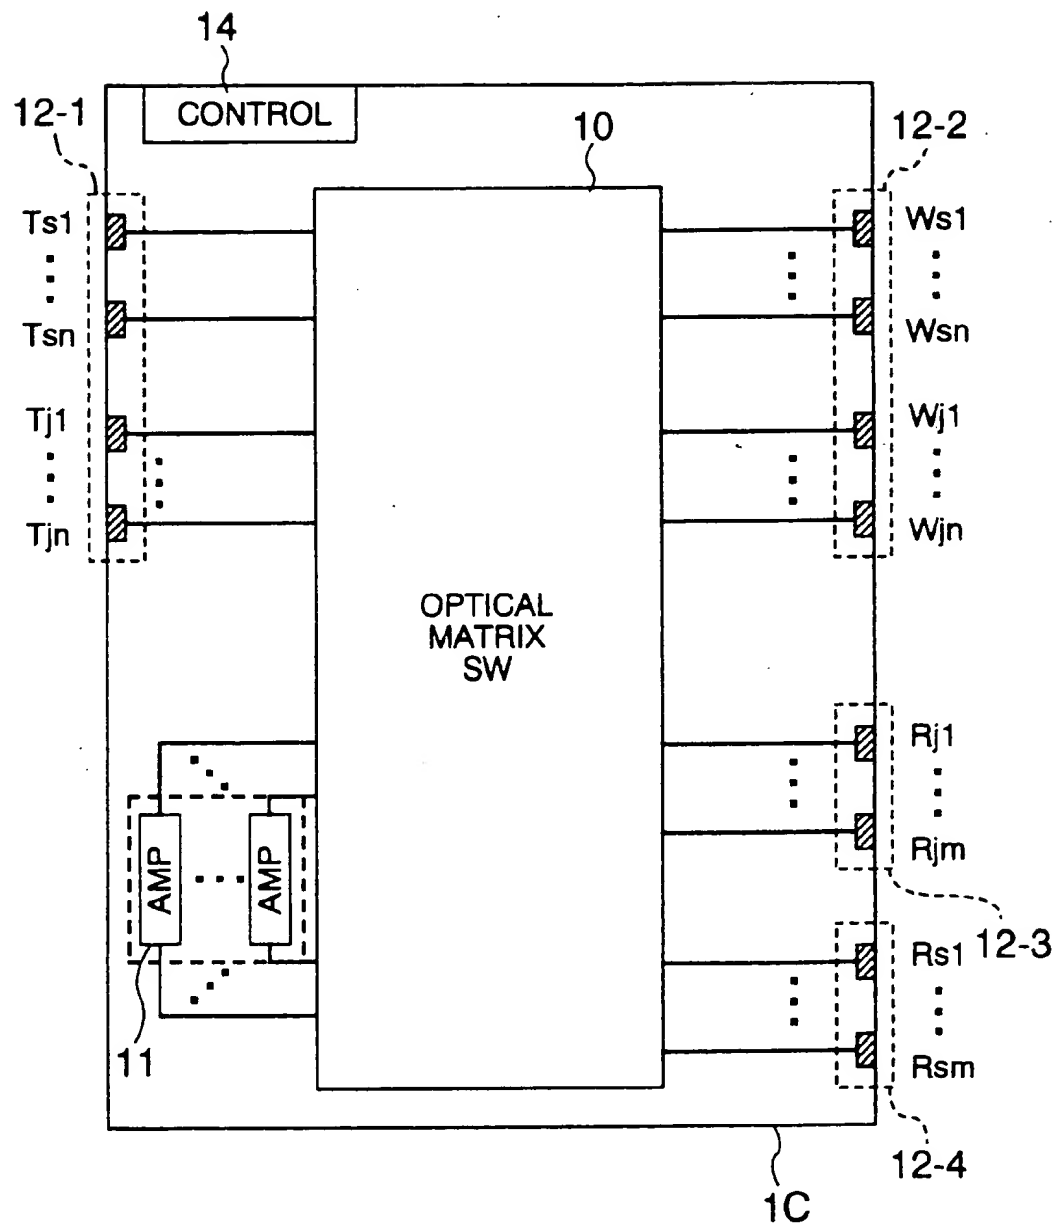 14
CONTROL
12-1
10
12-2
Ts1
Ws1
Tsn
Wsn
Tj1
Wj1
Tjn
Wjn
OPTICAL
MATRIX
SW
Rj1
Rjm
AMP
AMP
12-3
Rs1
11
Rsm
12-4
1C